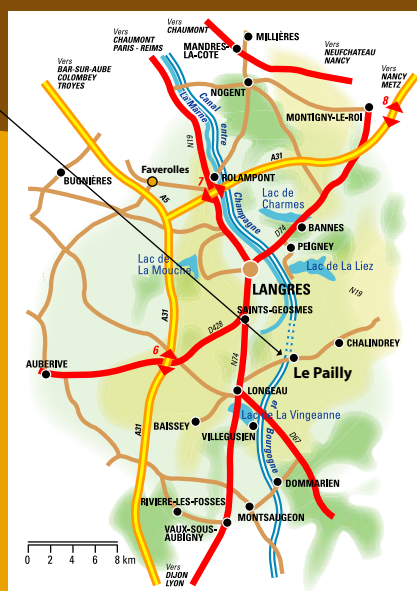 Vers
CHAUMONT
Vers
CHAUMONT
PARIS - REIMS
MILLIÈRES
MANDRES-
LA-COTE
Vers
NEUFCHATEAU
NANCY
Vers
BAR-SUR-AUBE
COLOMBEY
TROYES
Vers
NANCY
METZ
NOGENT
Canal
entre
La Marne
MONTIGNY-LE-ROI
8
N19
A31
Faverolles
ROLAMPONT
7
BUGNIÈRES
A5
Lac de
Charmes
Champagne
BANNES
D74
PEIGNEY
Lac de
La Mouche
Lac de La Liez
LANGRES
N19
A31
SAINTS-GEOSMES
D428
CHALINDREY
6
N74
Le Pailly
AUBERIVE
LONGEAU
et
Lac de La Vingeanne
A31
BAISSEY
VILLEGUSIEN
Bourgogne
D67
DOMMARIEN
RIVIERE-LES-FOSSES
MONTSAUGEON
VAUX-SOUS-
AUBIGNY
0 2 4 6 8 km
Vers
DIJON
LYON